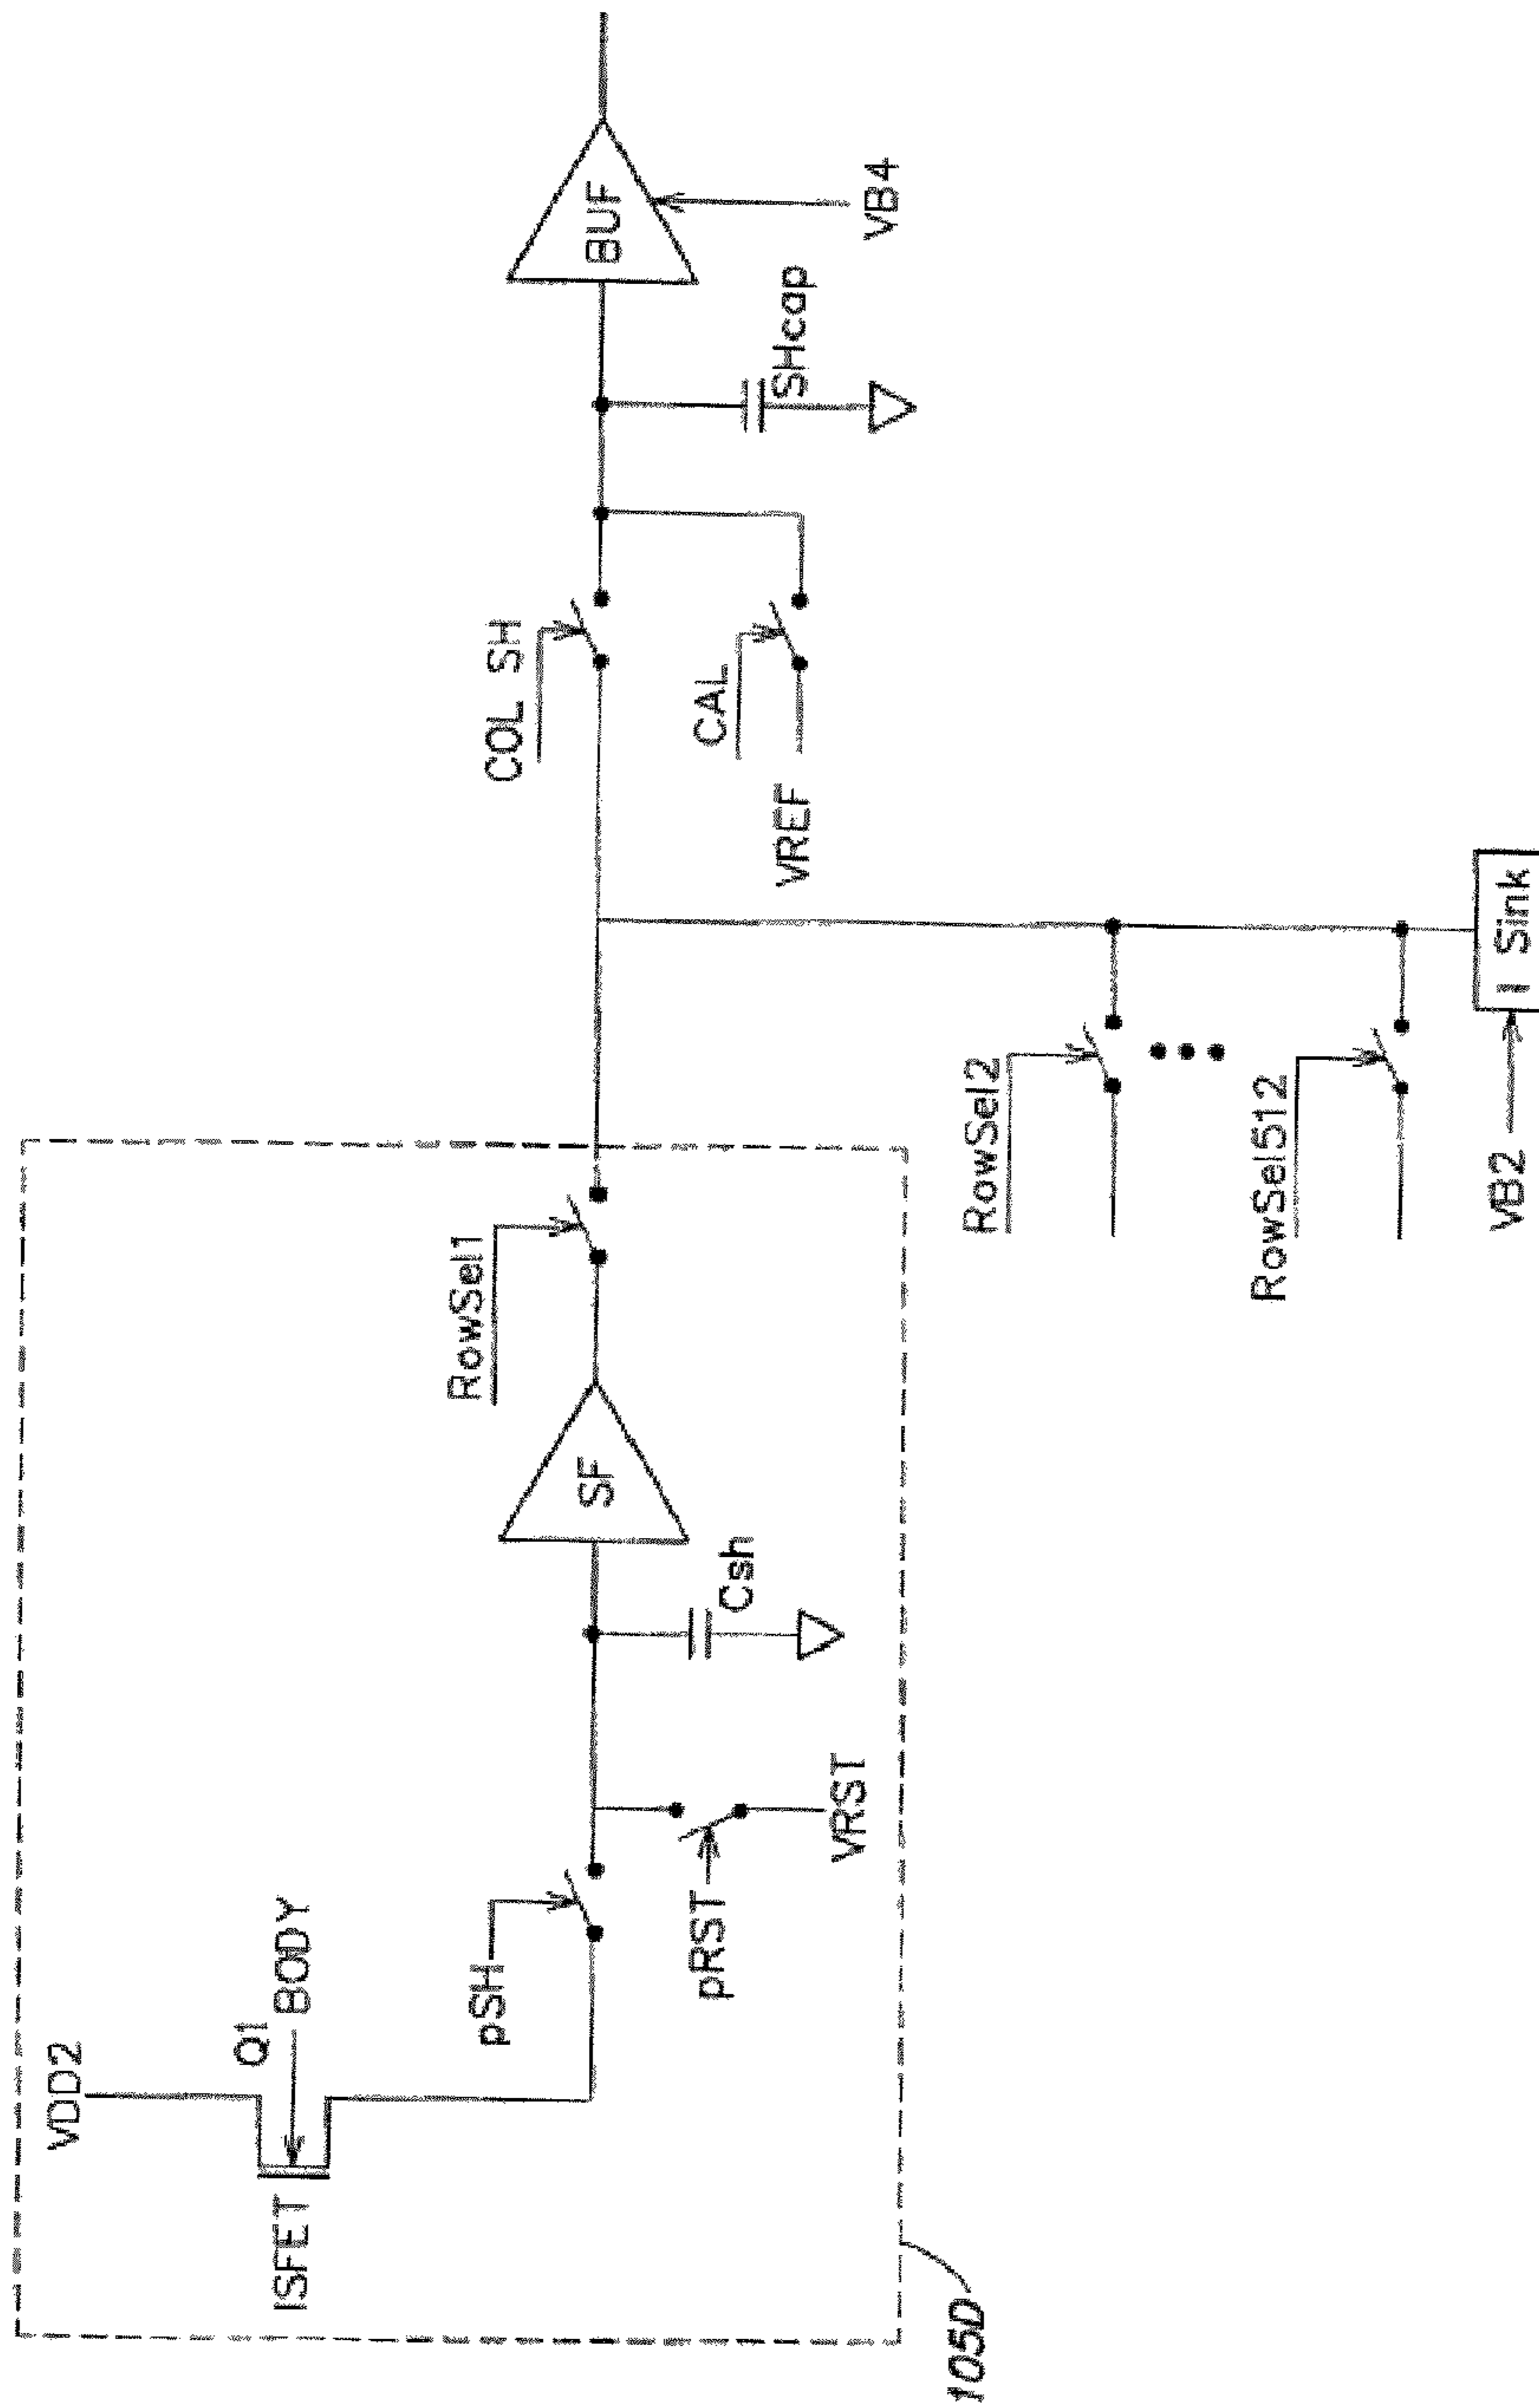 VDD2
Q1
BODY
ISFET
pSH
pRST
VRST
Csh
SF
RowSel1
105D
RowSel2
RowSel512
VB2
I Sink
COL SH
CAL
VREF
SHcap
BUF
VB4